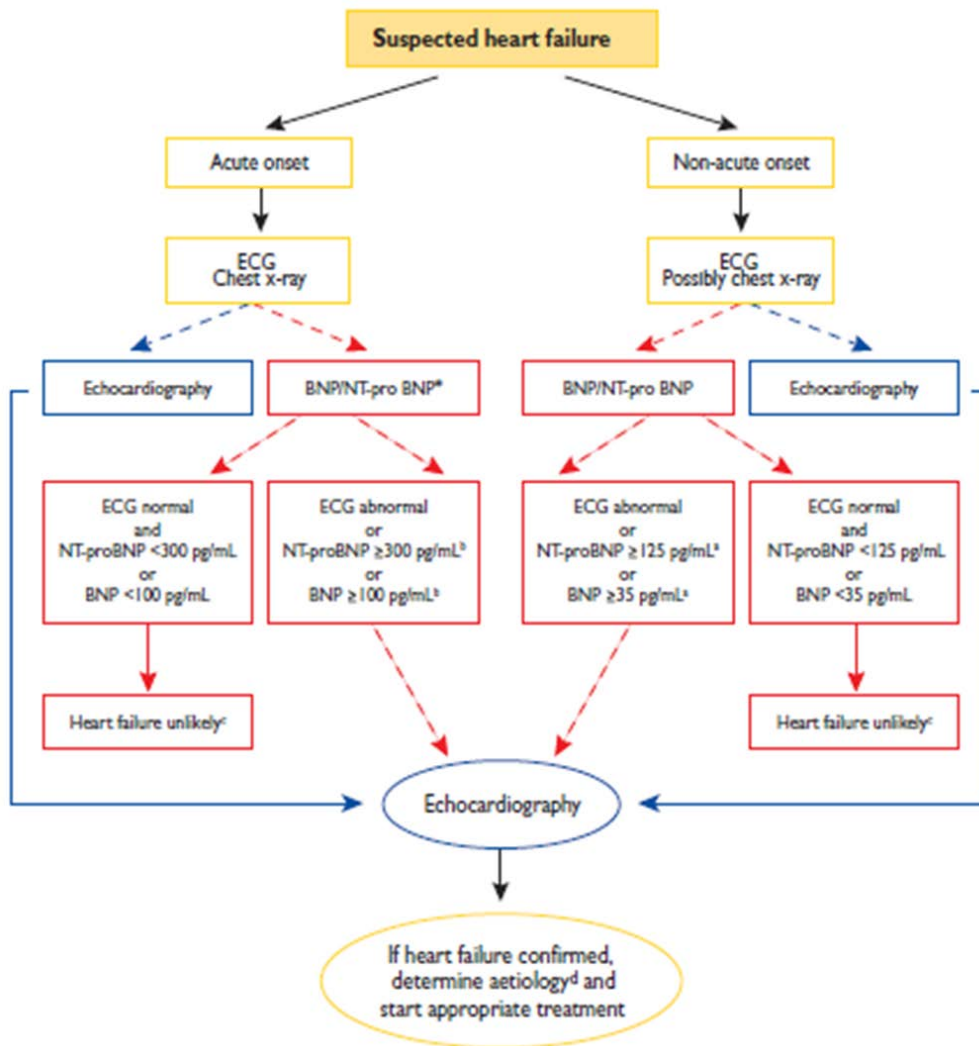 Suspected heart failure
Acute onset
Non-acute onset
ECG
Chest x-ray
ECG
Possibly chest x-ray
Echocardiography
BNP/NT-pro BNP*
BNP/NT-pro BNP
Echocardiography
ECG normal
and
NT-proBNP <300 pg/mL
or
BNP <100 pg/mL
ECG abnormal
or
NT-proBNP ≥300 pg/mLᵇ
or
BNP ≥100 pg/mLᵇ
ECG abnormal
or
NT-proBNP ≥125 pg/mLᵃ
or
BNP ≥35 pg/mLᵃ
ECG normal
and
NT-proBNP <125 pg/mL
or
BNP <35 pg/mL
Heart failure unlikelyᶜ
Heart failure unlikelyᶜ
Echocardiography
If heart failure confirmed,
determine aetiologyᵈ and
start appropriate treatment